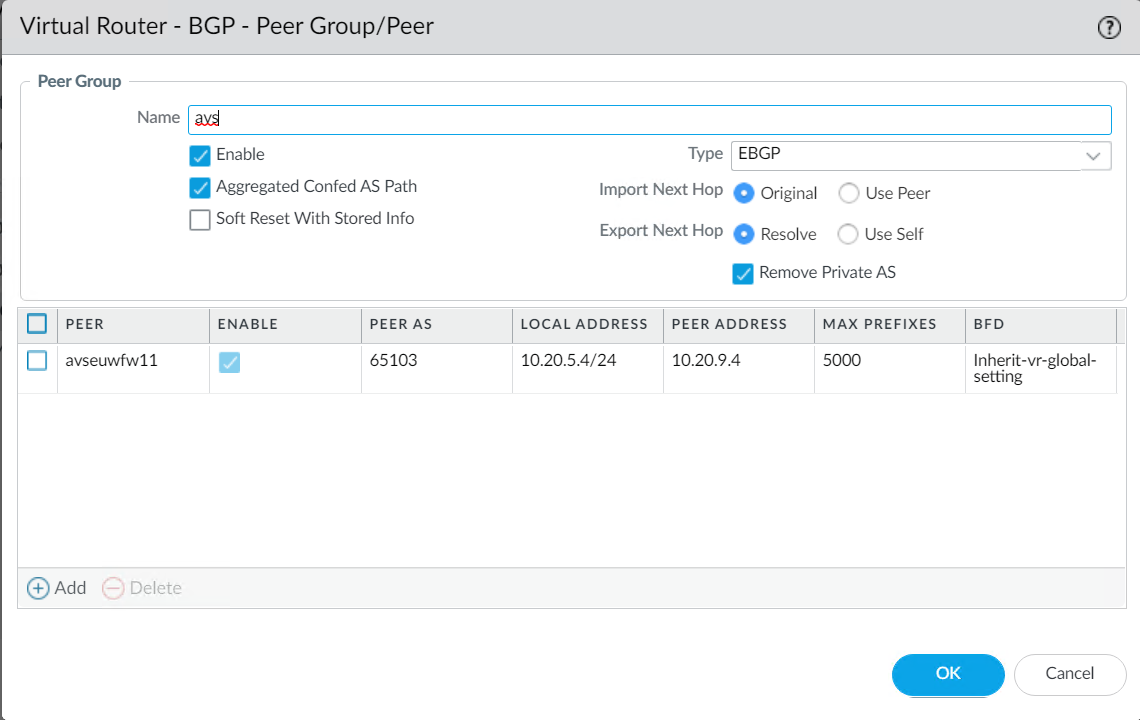 Virtual Router - BGP - Peer Group/Peer
Peer Group
Name avs
Enable
Type EBGP
Aggregated Confed AS Path
Import Next Hop Original Use Peer
Soft Reset With Stored Info
Export Next Hop Resolve Use Self
Remove Private AS
PEER ENABLE PEER AS LOCAL ADDRESS PEER ADDRESS MAX PREFIXES BFD
avseuwfw11 65103 10.20.5.4/24 10.20.9.4 5000 Inherit-vr-global-
setting
Add Delete
OK Cancel